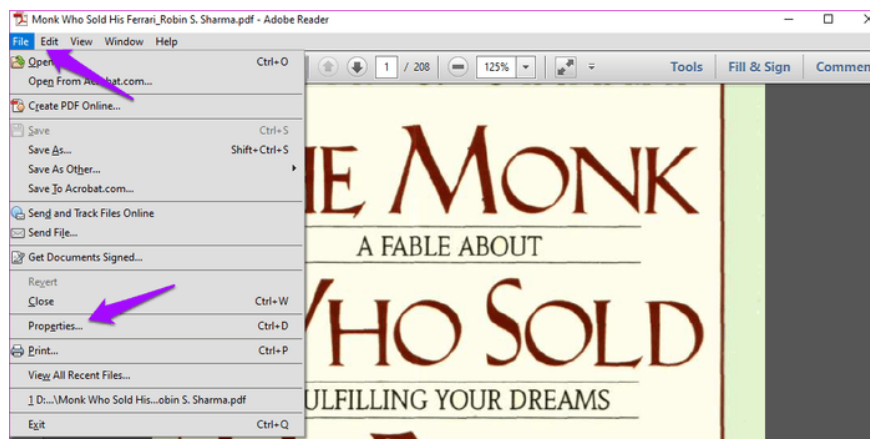 Monk Who Sold His Ferrari_Robin S. Sharma.pdf - Adobe Reader
File Edit View Window Help
Open Ctrl+O
1 / 208 125% Tools Fill & Sign Commen
Open From Acrobat.com...
Create PDF Online...
Save Ctrl+S
Save As... Shift+Ctrl+S
Save As Other...
Save To Acrobat.com...
Send and Track Files Online
Send File...
Get Documents Signed...
Revert
Close Ctrl+W
Properties... Ctrl+D
Print... Ctrl+P
View All Recent Files...
1 D:...\Monk Who Sold His...obin S. Sharma.pdf
Exit Ctrl+Q
HE MONK
A FABLE ABOUT
WHO SOLD
ULFILLING YOUR DREAMS